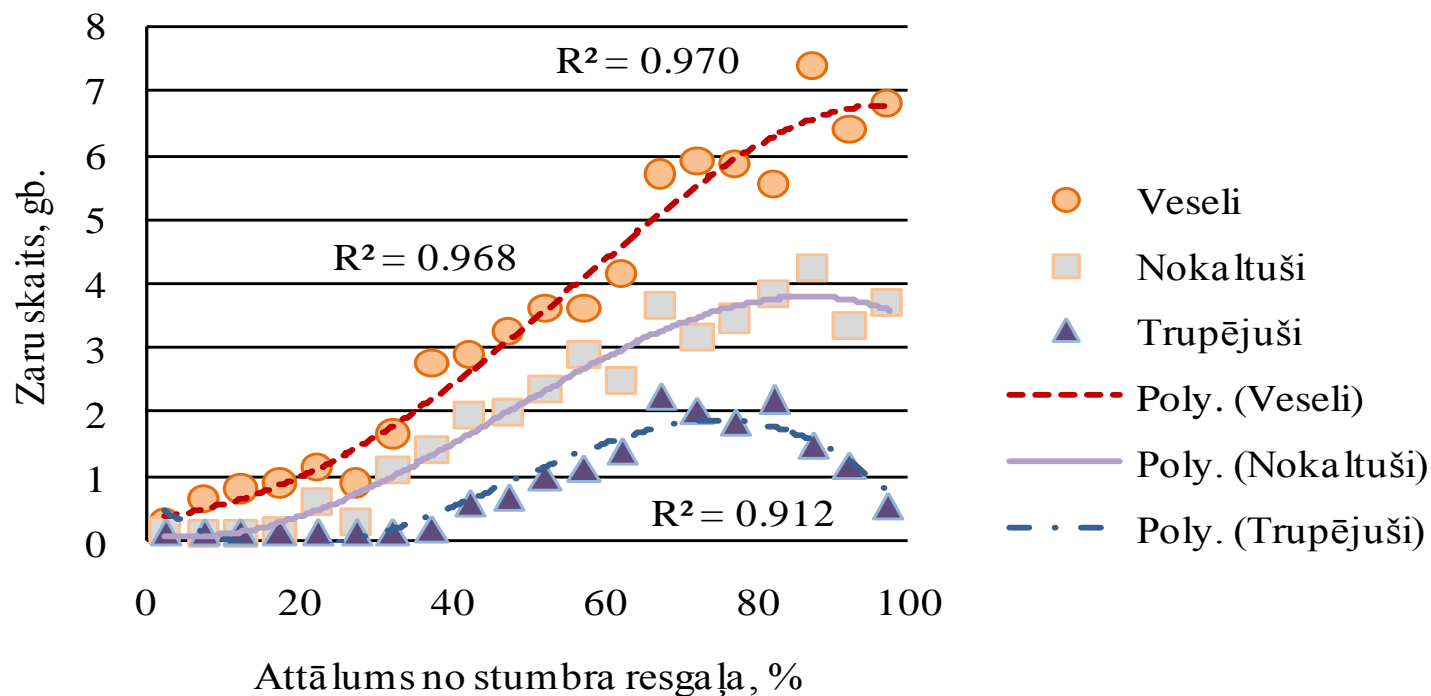 Zaru skaits, gb.
8
7
6
5
4
3
2
1
0
R² = 0.970
R² = 0.968
R² = 0.912
0 20 40 60 80 100
Attālums no stumbra resgaļa, %
Veseli
Nokaltuši
Trupējuši
Poly. (Veseli)
Poly. (Nokaltuši)
Poly. (Trupējuši)